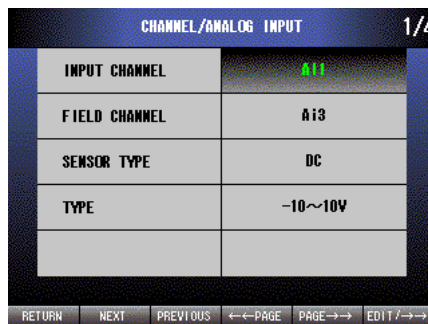 CHANNEL/ANALOG INPUT 1/4
INPUT CHANNEL Ai1
FIELD CHANNEL Ai3
SENSOR TYPE DC
TYPE -10～10V
RETURN NEXT PREVIOUS ←←PAGE PAGE→→ EDIT/→→